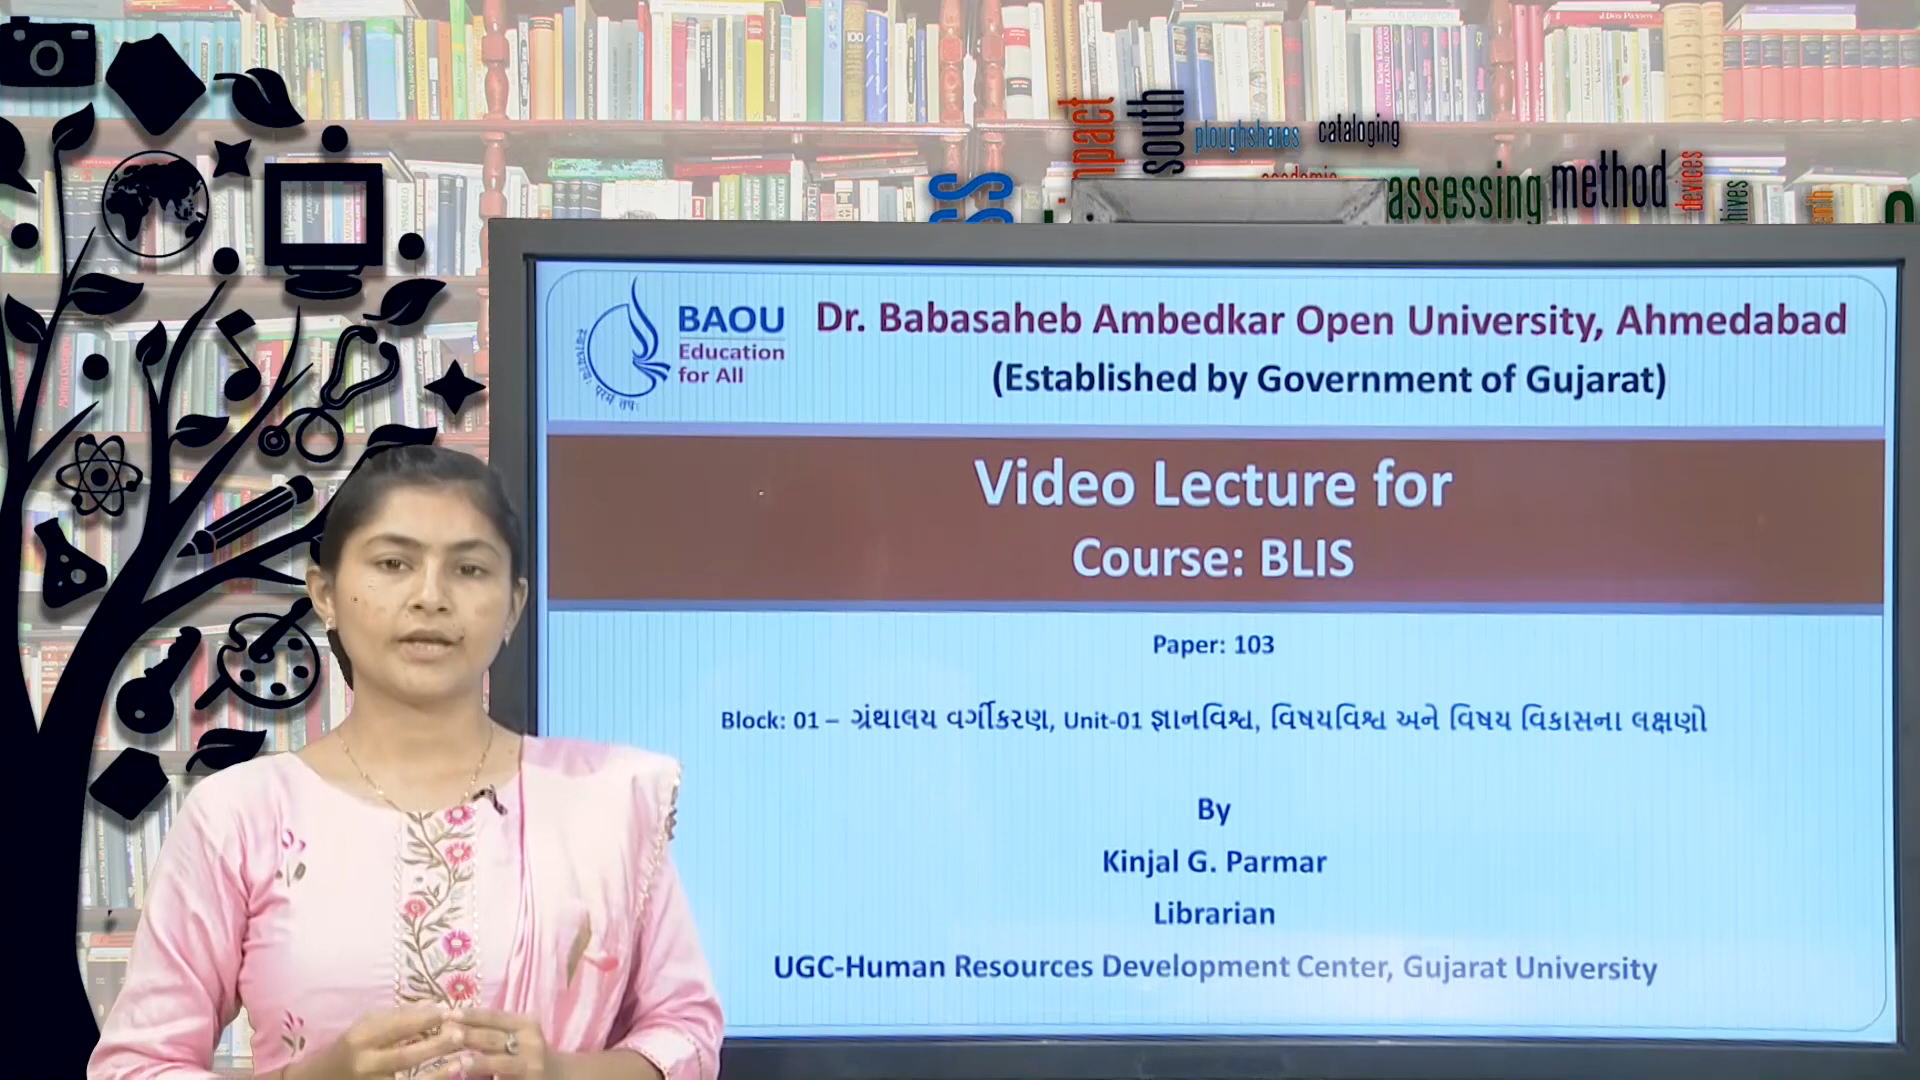 south
ploughshares
cataloging
assessing
method
devices
BAOU
Education
for All
Dr. Babasaheb Ambedkar Open University, Ahmedabad
(Established by Government of Gujarat)
Video Lecture for
Course: BLIS
Paper: 103
Block: 01 – ગ્રંથાલય વર્ગીકરણ, Unit-01 જ્ઞાનવિશ્વ, વિષયવિશ્વ અને વિષય વિકાસના લક્ષણો
By
Kinjal G. Parmar
Librarian
UGC-Human Resources Development Center, Gujarat University